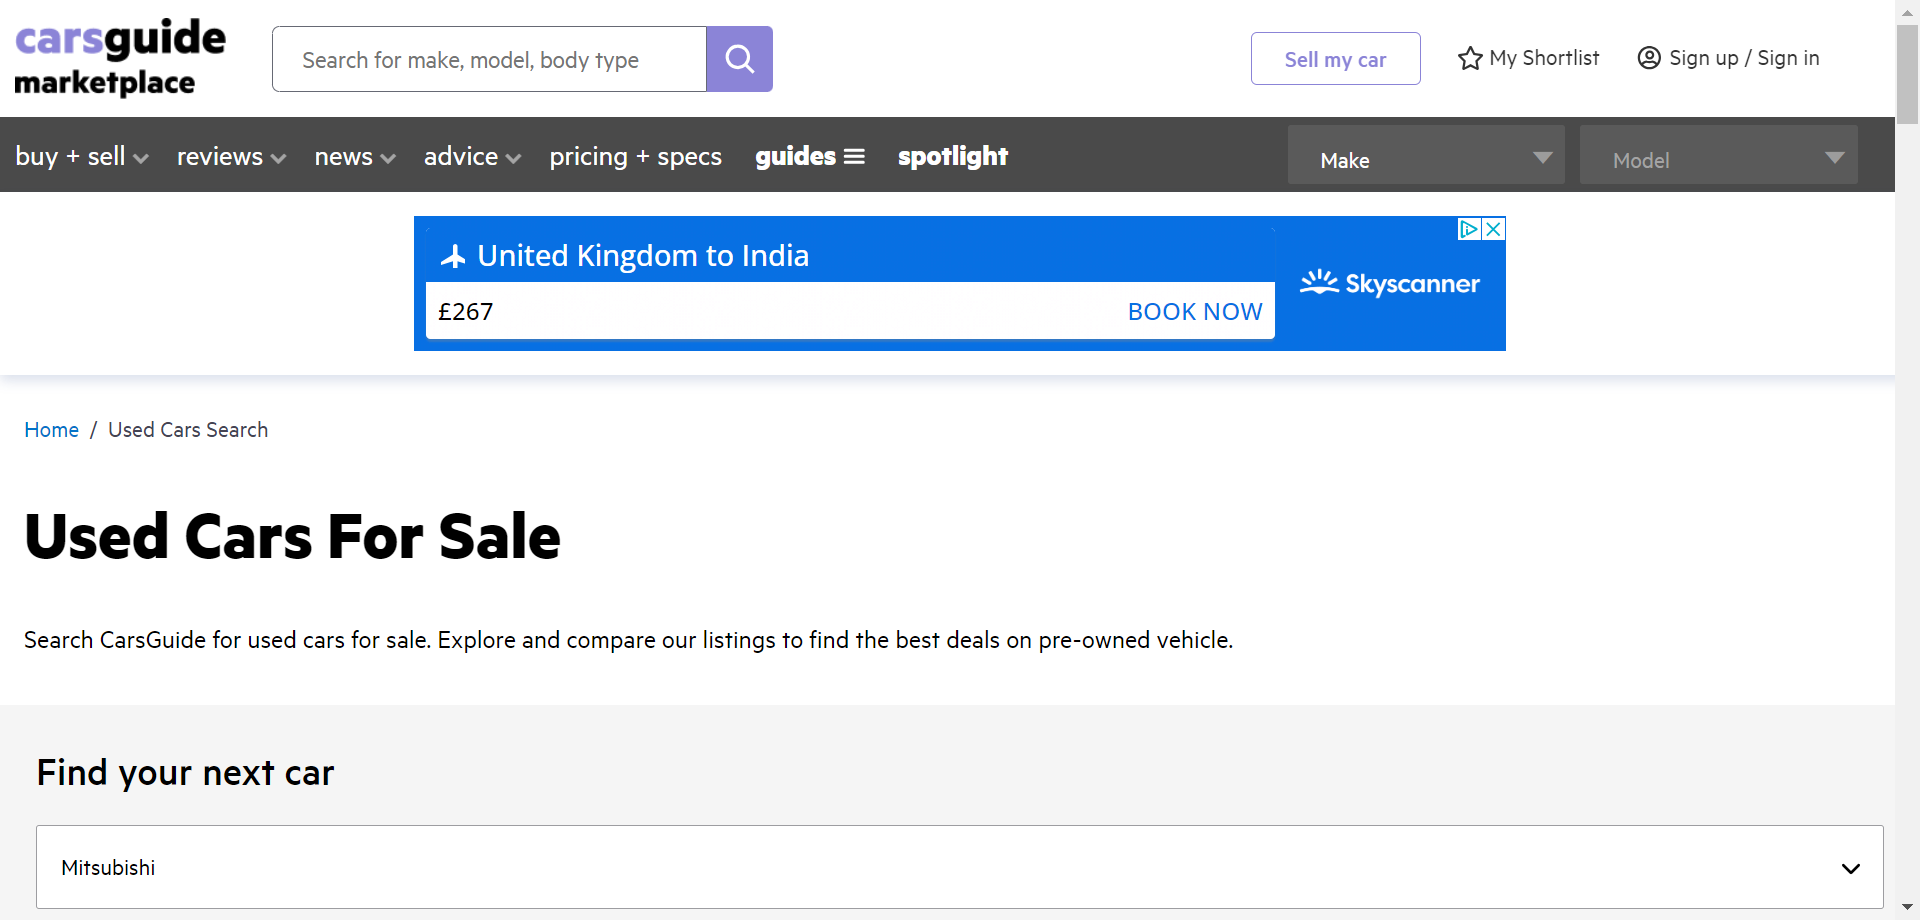 carsguide
marketplace
Search for make, model, body type
Sell my car
My Shortlist
Sign up / Sign in
buy + sell
reviews
news
advice
pricing + specs
guides
spotlight
Make
Model
United Kingdom to India
£267
BOOK NOW
Skyscanner
Home / Used Cars Search
Used Cars For Sale
Search CarsGuide for used cars for sale. Explore and compare our listings to find the best deals on pre-owned vehicle.
Find your next car
Mitsubishi